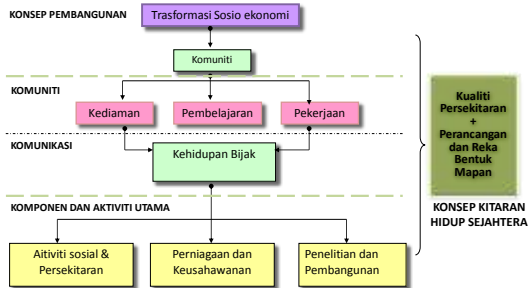 KONSEP PEMBANGUNAN
Trasformasi Sosio ekonomi
Komuniti
KOMUNITI
Kediaman
Pembelajaran
Pekerjaan
KOMUNIKASI
Kehidupan Bijak
KOMPONEN DAN AKTIVITI UTAMA
Aitiviti sosial &
Persekitaran
Perniagaan dan
Keusahawanan
Penelitian dan
Pembangunan
Kualiti
Persekitaran
+
Perancangan
dan Reka
Bentuk
Mapan
KONSEP KITARAN
HIDUP SEJAHTERA